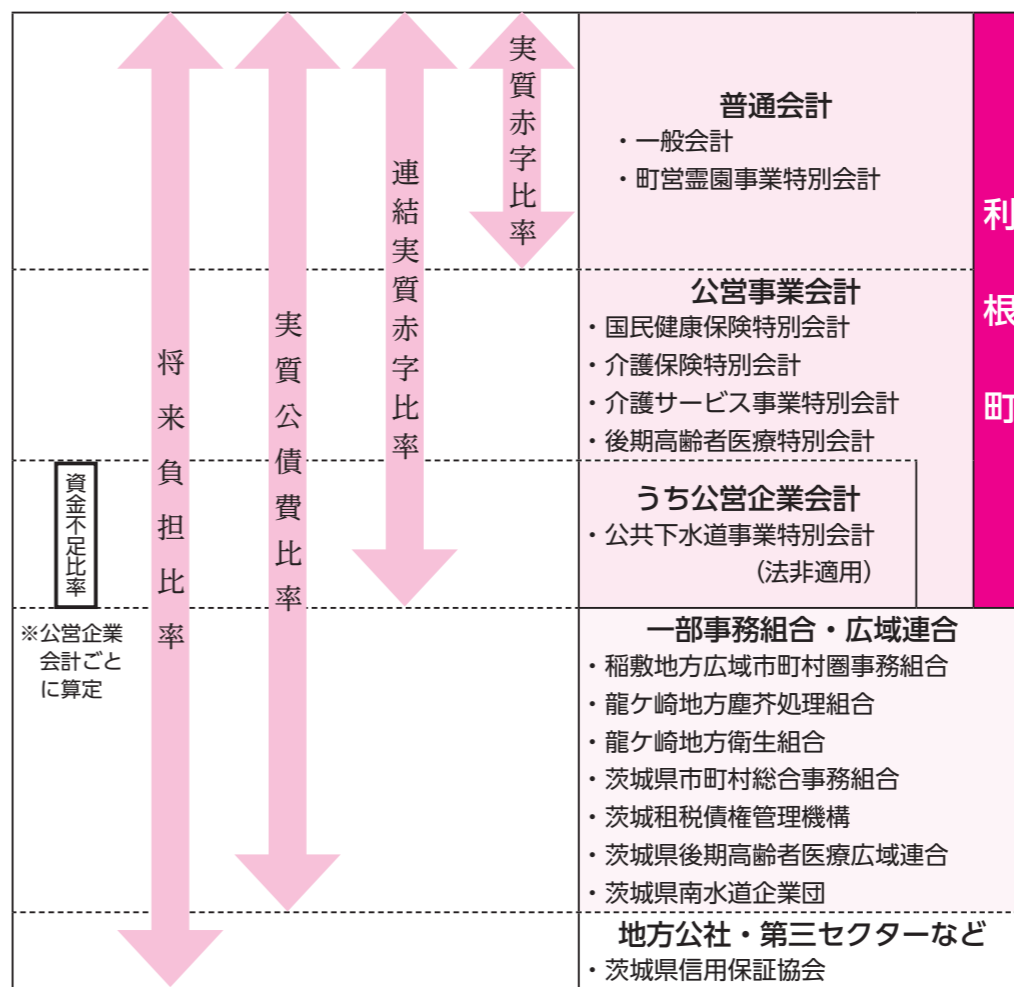 将来負担比率
実質公債費比率
連結実質赤字比率
実質赤字比率
資金不足比率
※公営企業
会計ごと
に算定
普通会計
・一般会計
・町営霊園事業特別会計
公営事業会計
・国民健康保険特別会計
・介護保険特別会計
・介護サービス事業特別会計
・後期高齢者医療特別会計
うち公営企業会計
・公共下水道事業特別会計
（法非適用）
一部事務組合・広域連合
・稲敷地方広域市町村圏事務組合
・龍ケ崎地方塵芥処理組合
・龍ケ崎地方衛生組合
・茨城県市町村総合事務組合
・茨城租税債権管理機構
・茨城県後期高齢者医療広域連合
・茨城県南水道企業団
地方公社・第三セクターなど
・茨城県信用保証協会
利根町